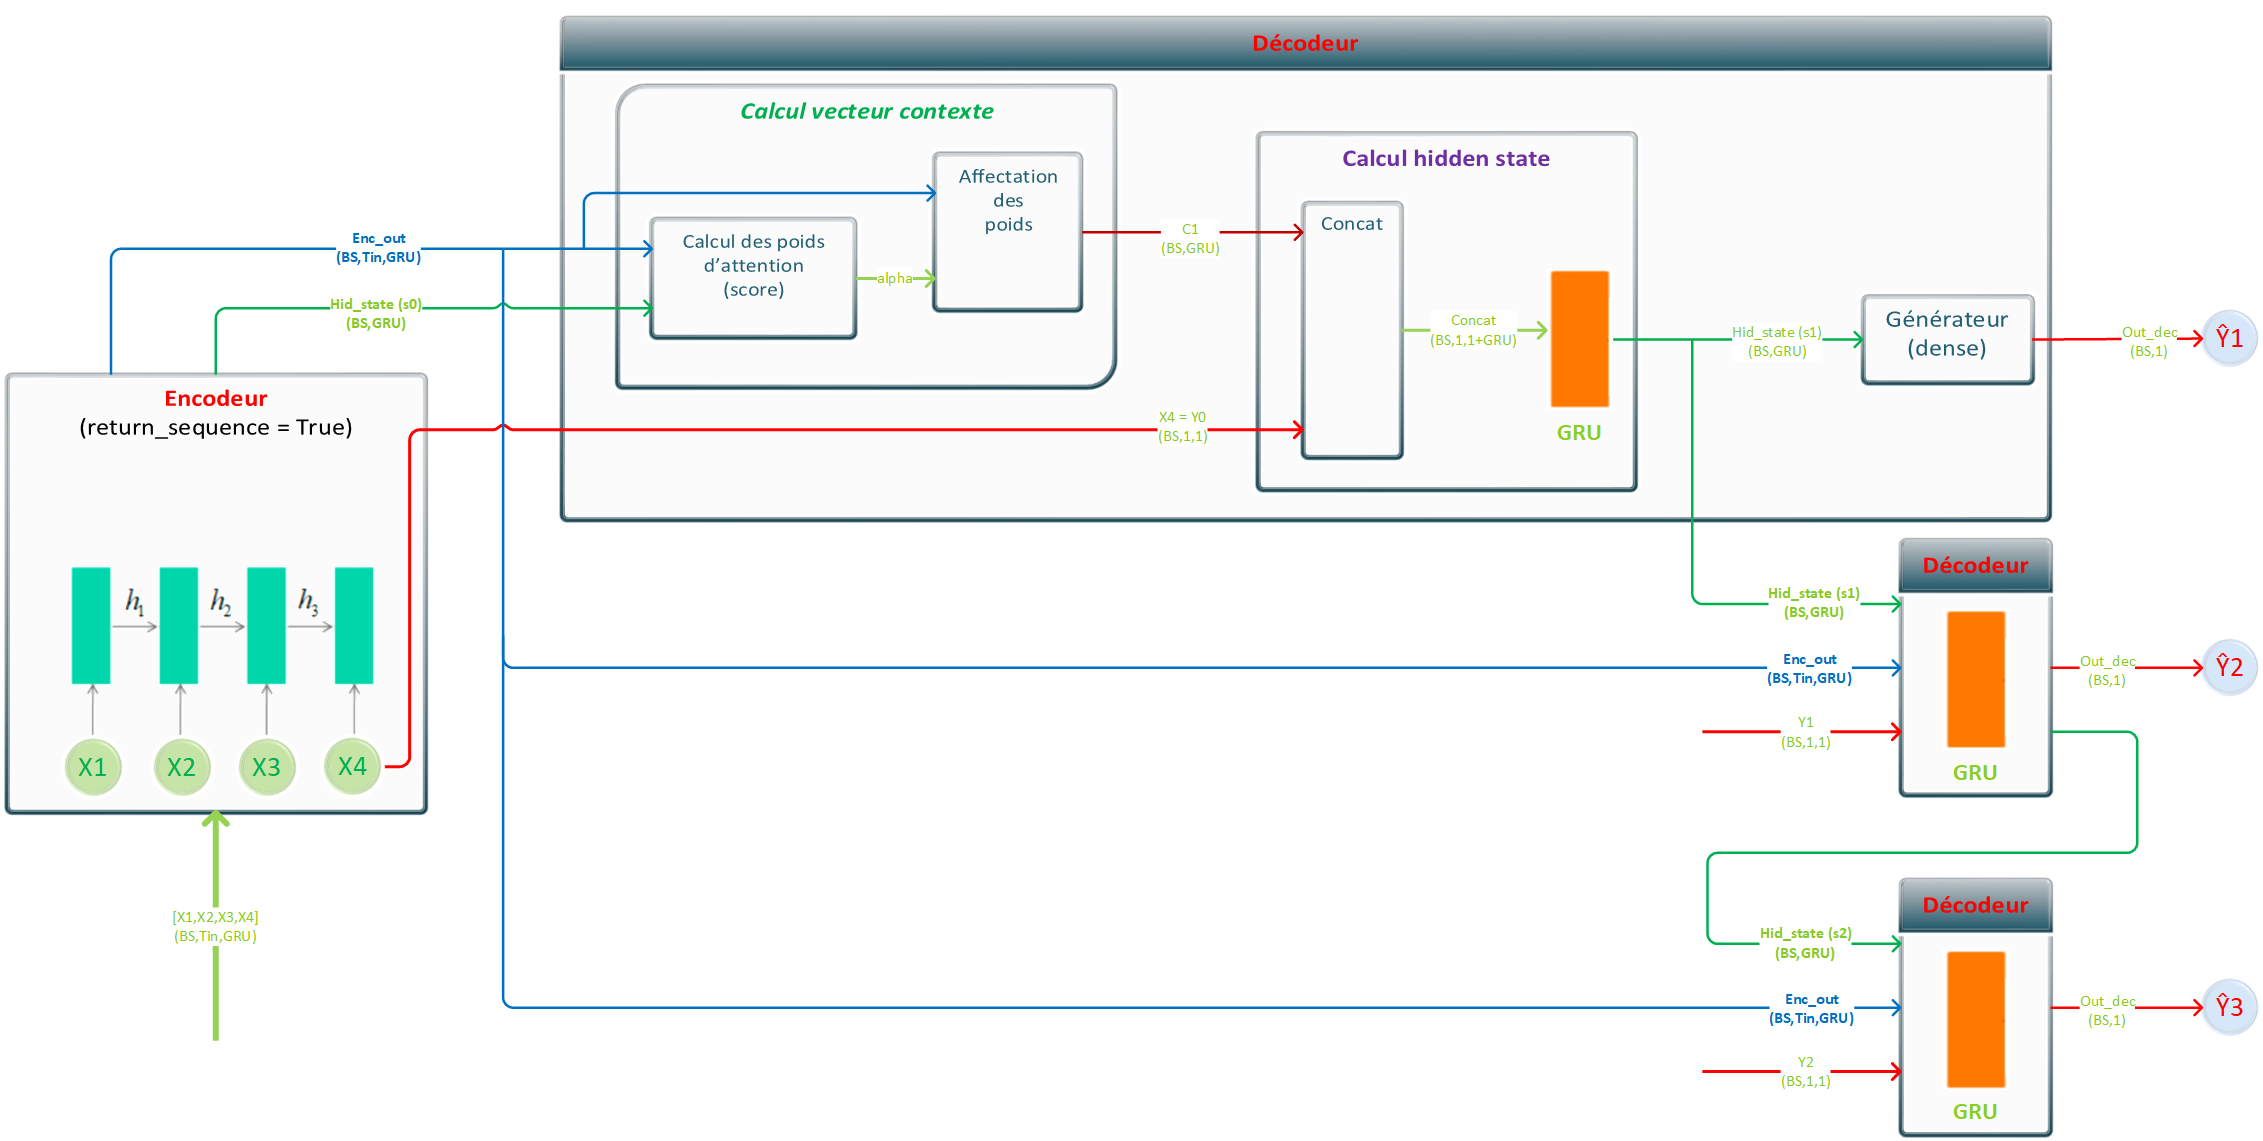 Décodeur
Calcul vecteur contexte
Affectation
des
poids
Calcul des poids
d’attention
(score)
alpha
Enc_out
(BS,Tin,GRU)
Hid_state (s0)
(BS,GRU)
C1
(BS,GRU)
Calcul hidden state
Concat
Concat
(BS,1,1+GRU)
GRU
X4 = Y0
(BS,1,1)
Hid_state (s1)
(BS,GRU)
Générateur
(dense)
Out_dec
(BS,1)
Ŷ1
Encodeur
(return_sequence = True)
h1
h2
h3
X1
X2
X3
X4
[X1,X2,X3,X4]
(BS,Tin,GRU)
Décodeur
Hid_state (s1)
(BS,GRU)
Enc_out
(BS,Tin,GRU)
Y1
(BS,1,1)
GRU
Out_dec
(BS,1)
Ŷ2
Décodeur
Hid_state (s2)
(BS,GRU)
Enc_out
(BS,Tin,GRU)
Y2
(BS,1,1)
GRU
Out_dec
(BS,1)
Ŷ3